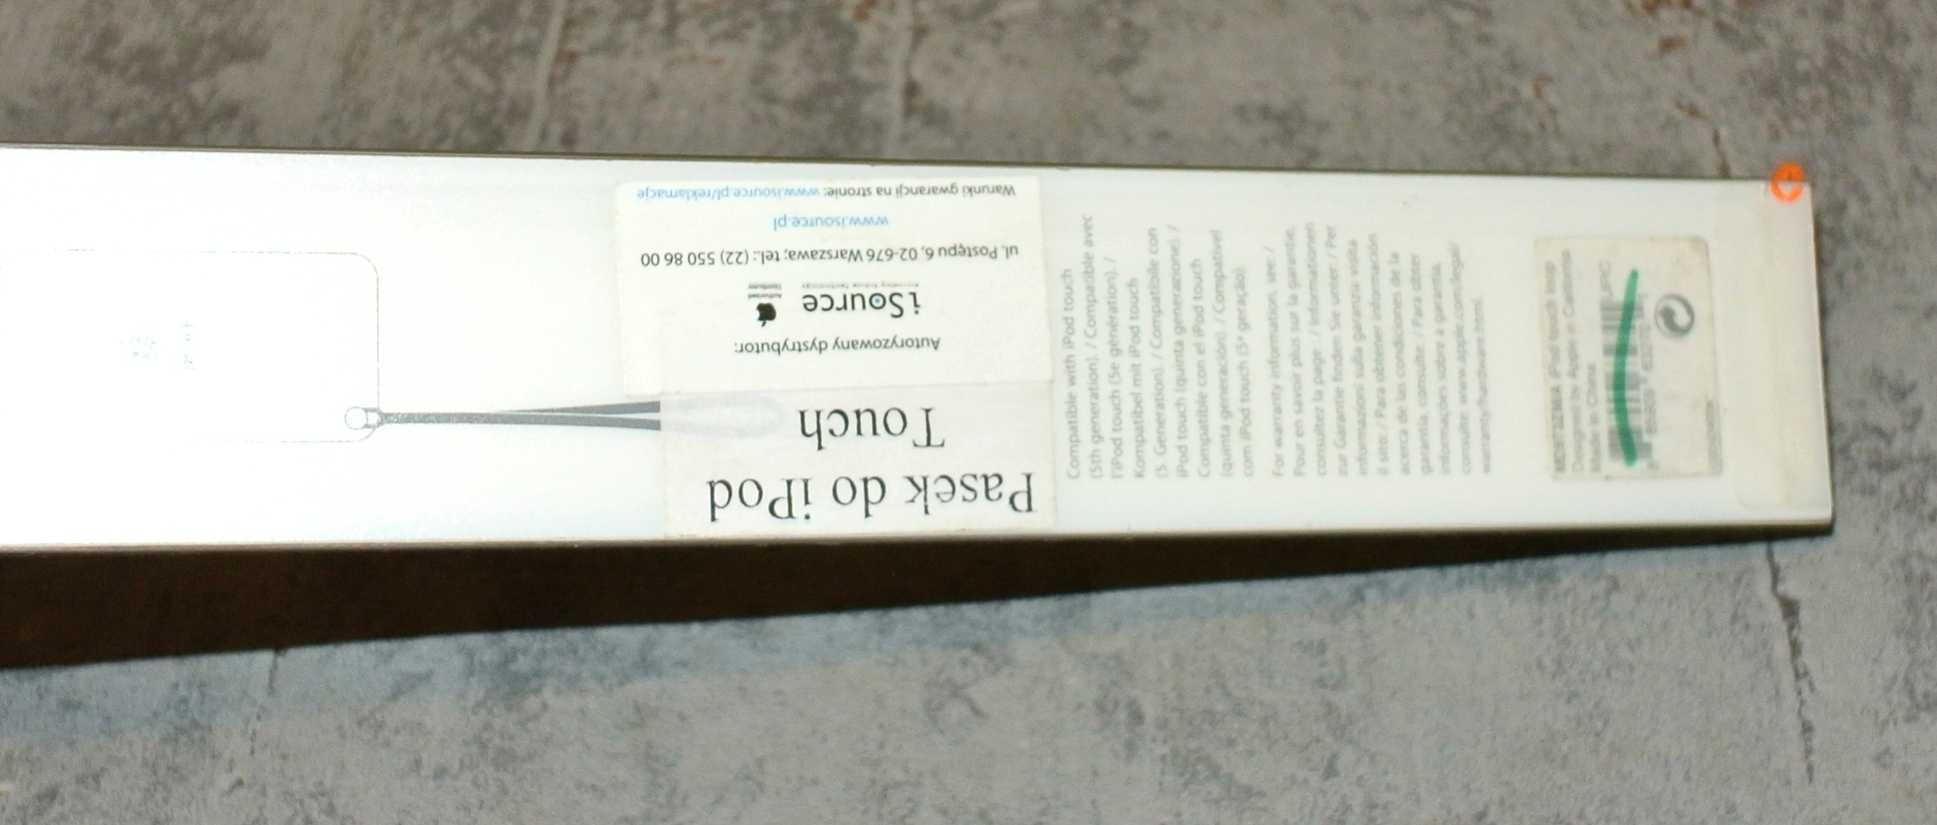 Pasek do iPod
Touch
Autoryzowany dystrybutor:
iSource
Authorised
Distributor
ul. Postępu 6, 02-676 Warszawa; tel.: (22) 550 86 00
www.isource.pl
Warunki gwarancji na stronie: www.isource.pl/reklamacje
Compatible with iPod touch
(5th generation). / Compatible avec
l'iPod touch (5e génération). /
Kompatibel mit iPod touch
(5. Generation). / Compatibile con
iPod touch (quinta generazione). /
Compatible con el iPod touch
(quinta generación). / Compatível
com iPod touch (5ª geração).
For warranty information, see: /
Pour en savoir plus sur la garantie,
consultez la page : / Informationen
zur Garantie finden Sie unter: / Per
informazioni sulla garanzia visita
il sito: / Para obtener información
acerca de las condiciones de la
garantía, consulte: / Para obter
informações sobre a garantia,
consulte: www.apple.com/legal/
warranty/hardware.html.
iPod touch loop
Designed by Apple in California
Made in China
UPC